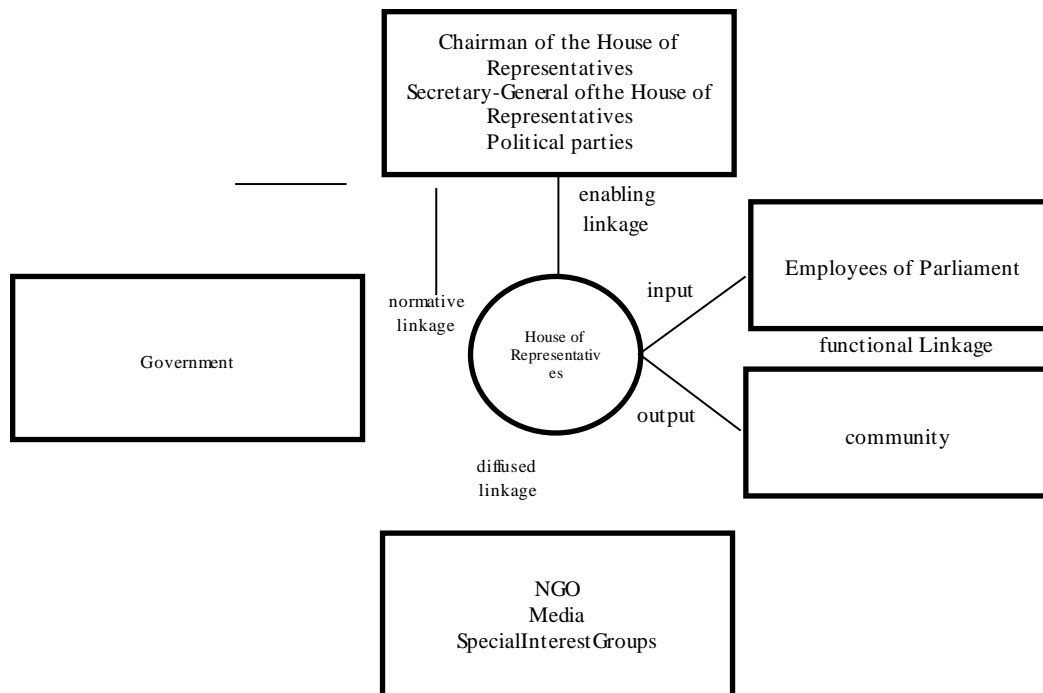 Chairman of the House of
Representatives
Secretary-General ofthe House of
Representatives
Political parties
enabling
linkage
Employees of Parliament
input
normative
linkage
House of
Representativ
es
functional Linkage
Government
output
community
diffused
linkage
NGO
Media
SpecialInterestGroups